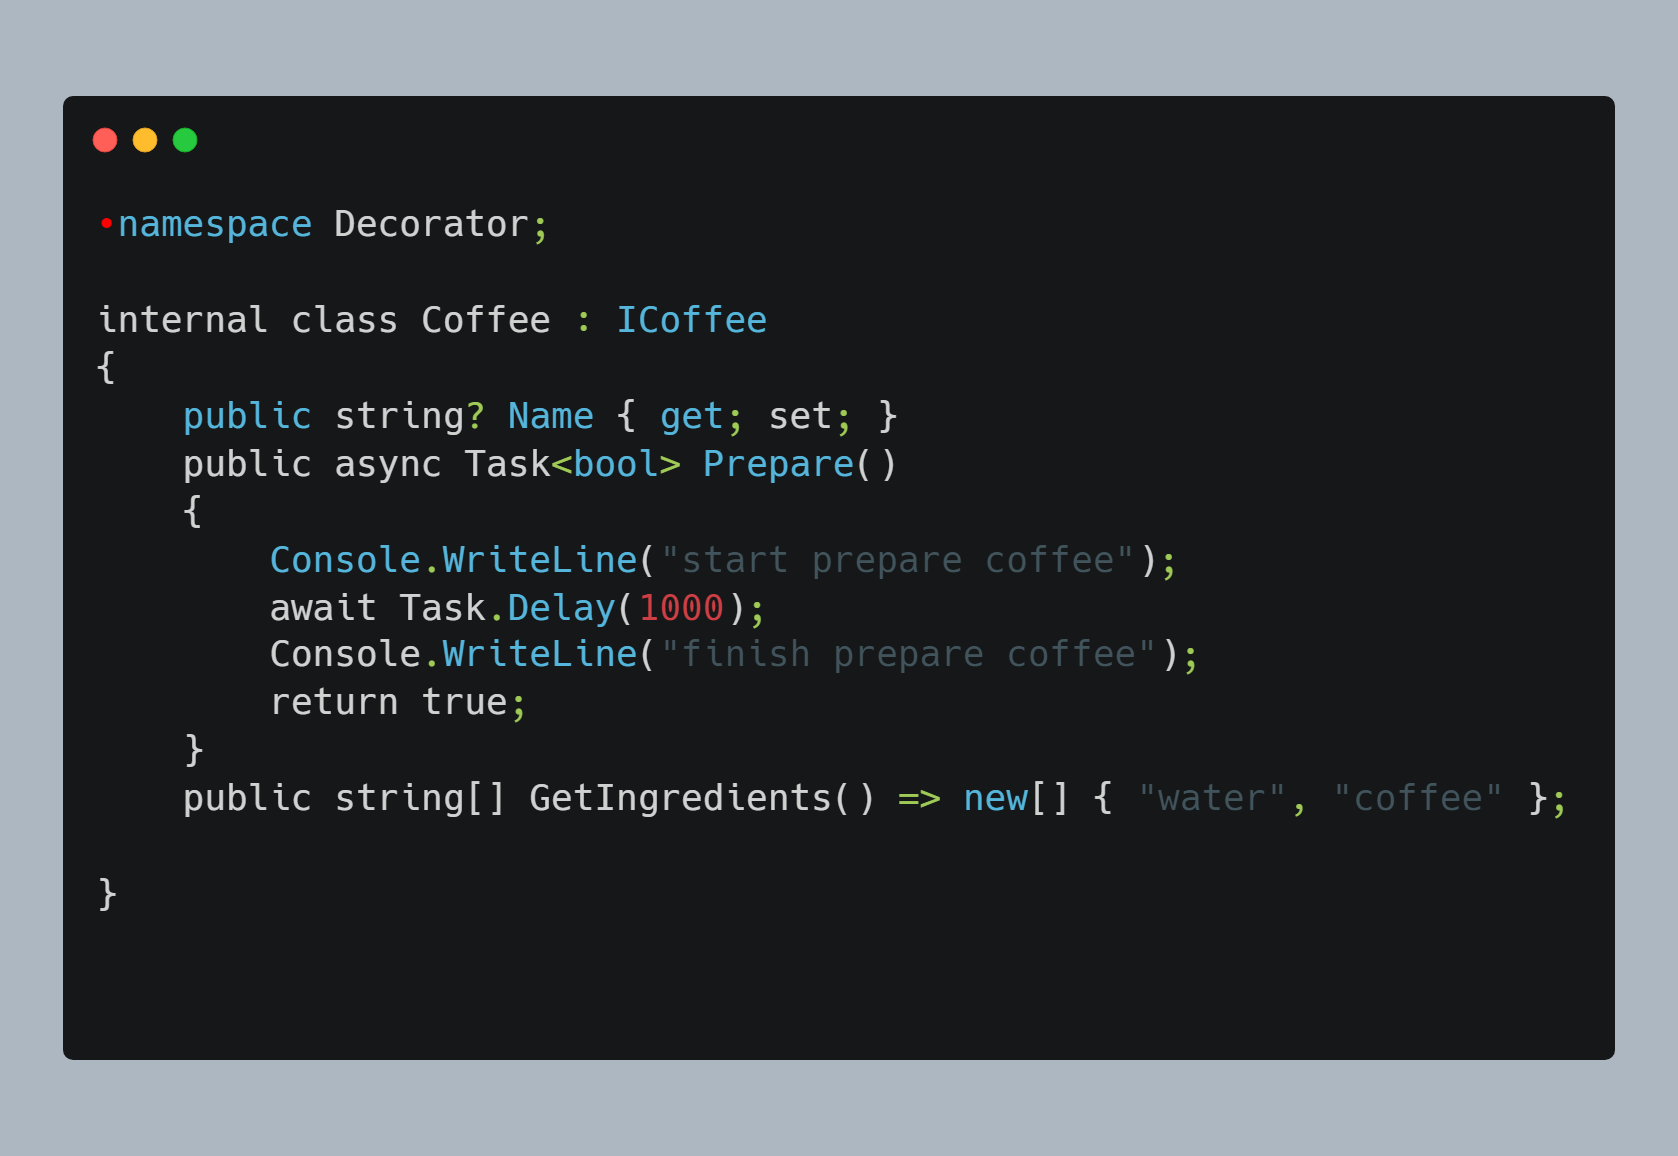 •namespace Decorator;

internal class Coffee : ICoffee
{
    public string? Name { get; set; }
    public async Task<bool> Prepare()
    {
        Console.WriteLine("start prepare coffee");
        await Task.Delay(1000);
        Console.WriteLine("finish prepare coffee");
        return true;
    }
    public string[] GetIngredients() => new[] { "water", "coffee" };

}